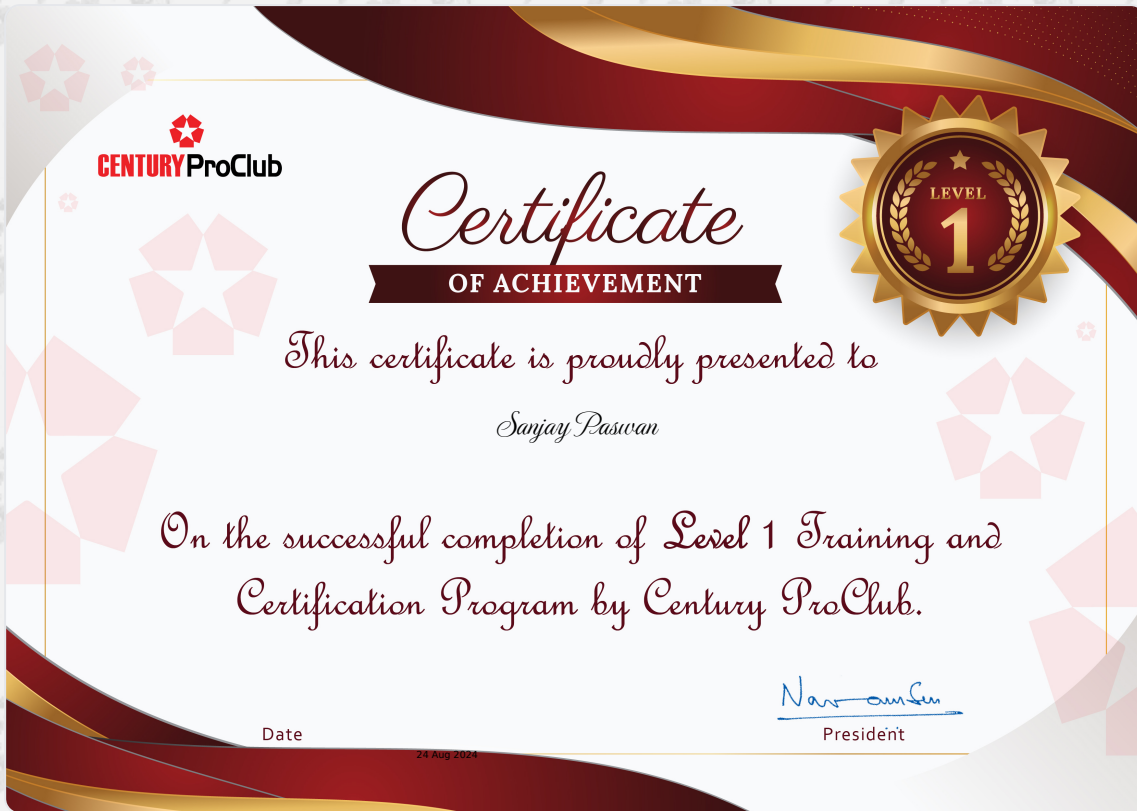 CENTURY ProClub
LEVEL
1
Certificate
OF ACHIEVEMENT
This certificate is proudly presented to
Sanjay Paswan
On the successful completion of Level 1 Training and
Certification Program by Century ProClub.
Date
President
24 Aug 2024